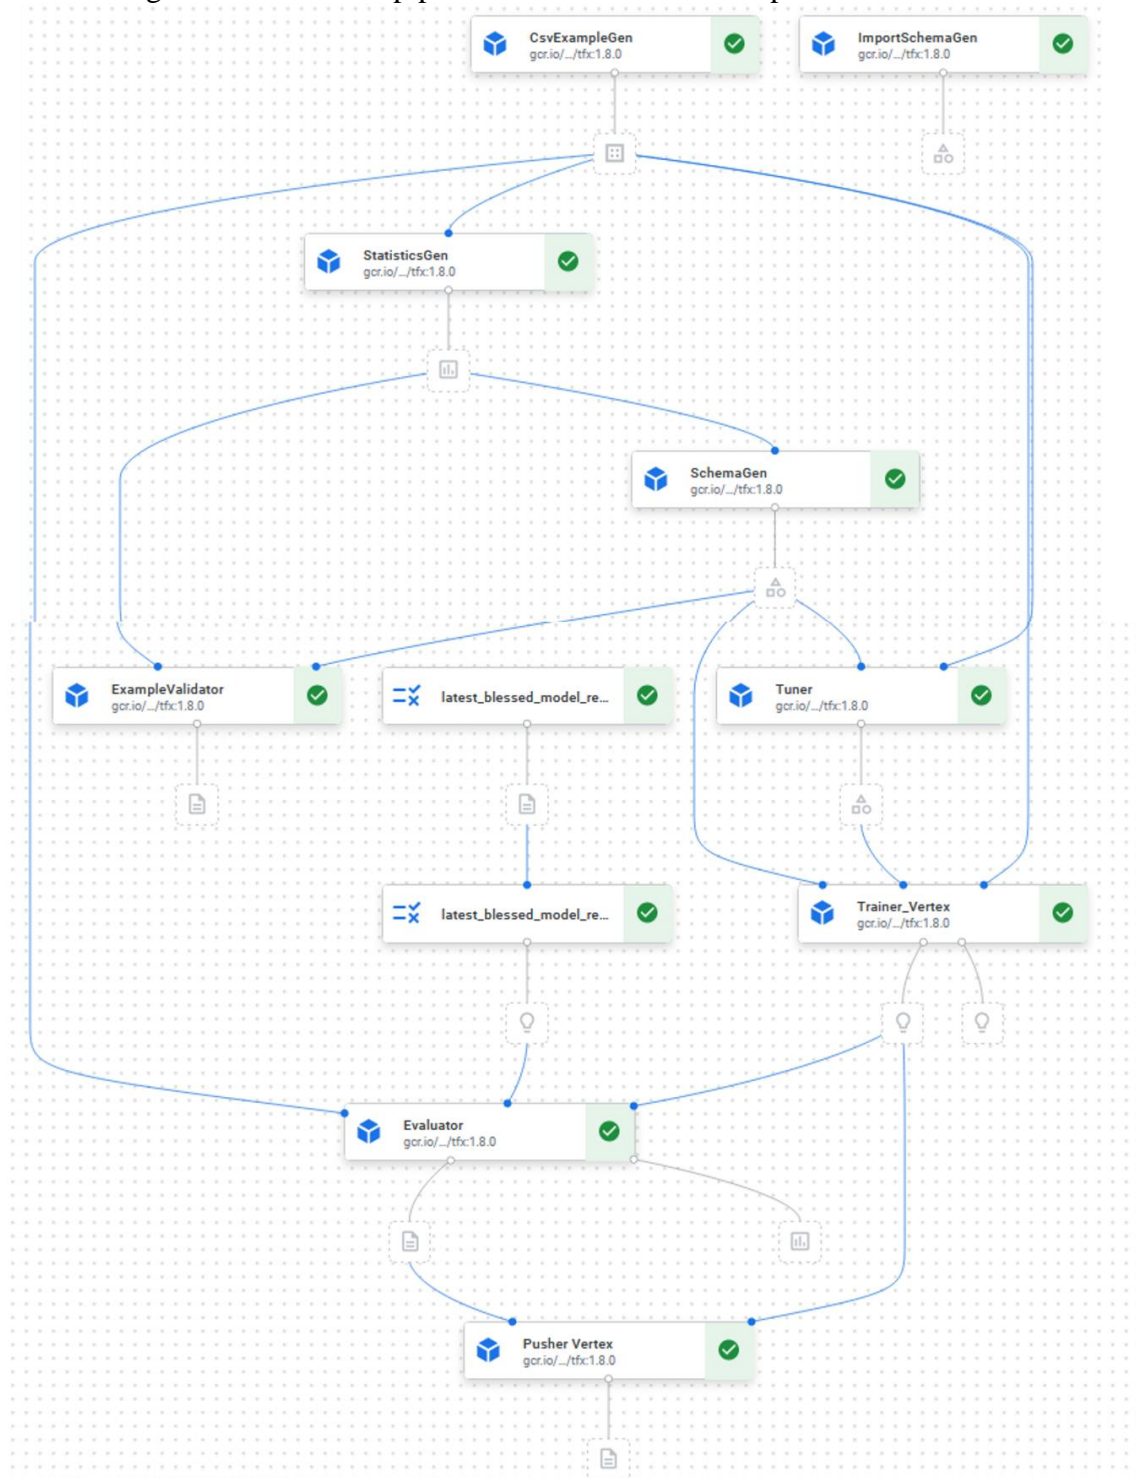 CsvExampleGen
gcr.io/.../tfx:1.8.0
ImportSchemaGen
gcr.io/.../tfx:1.8.0
StatisticsGen
gcr.io/.../tfx:1.8.0
SchemaGen
gcr.io/.../tfx:1.8.0
ExampleValidator
gcr.io/.../tfx:1.8.0
latest_blessed_model_re...
Tuner
gcr.io/.../tfx:1.8.0
latest_blessed_model_re...
Trainer_Vertex
gcr.io/.../tfx:1.8.0
Evaluator
gcr.io/.../tfx:1.8.0
Pusher Vertex
gcr.io/.../tfx:1.8.0